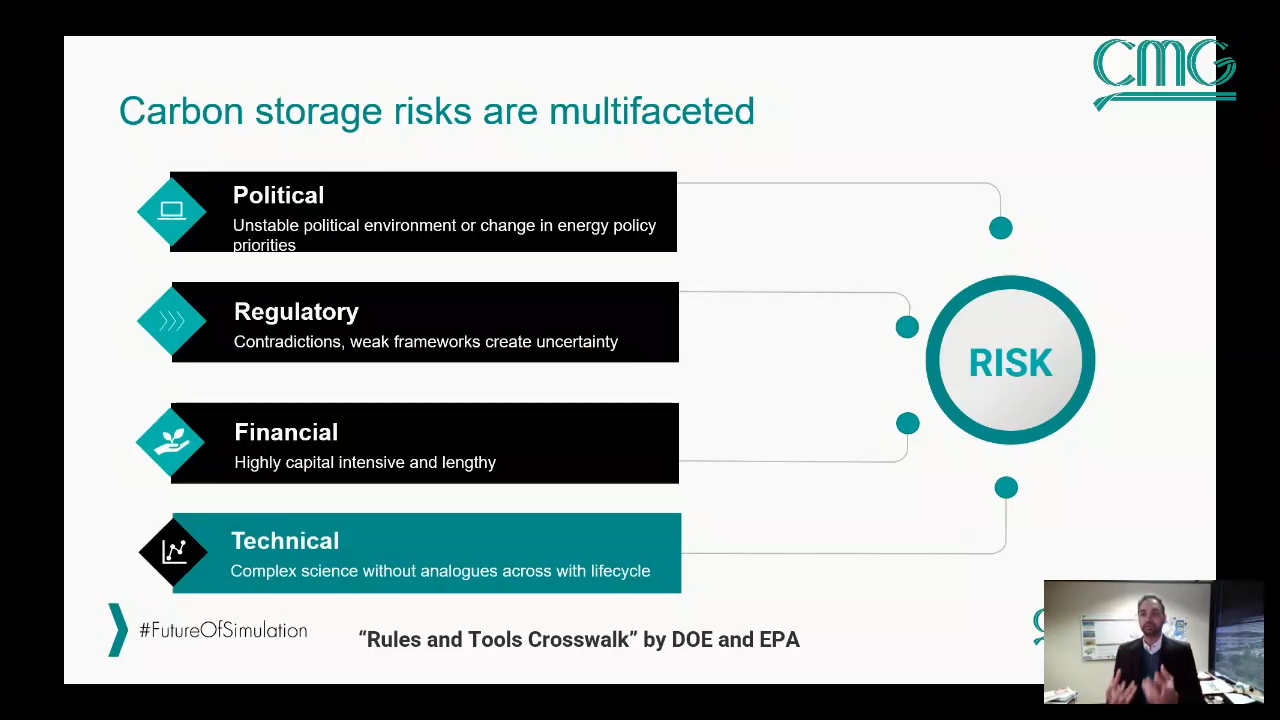 CMG
Carbon storage risks are multifaceted
Political
Unstable political environment or change in energy policy
priorities
Regulatory
Contradictions, weak frameworks create uncertainty
RISK
Financial
Highly capital intensive and lengthy
Technical
Complex science without analogues across with lifecycle
#FutureOfSimulation
“Rules and Tools Crosswalk” by DOE and EPA